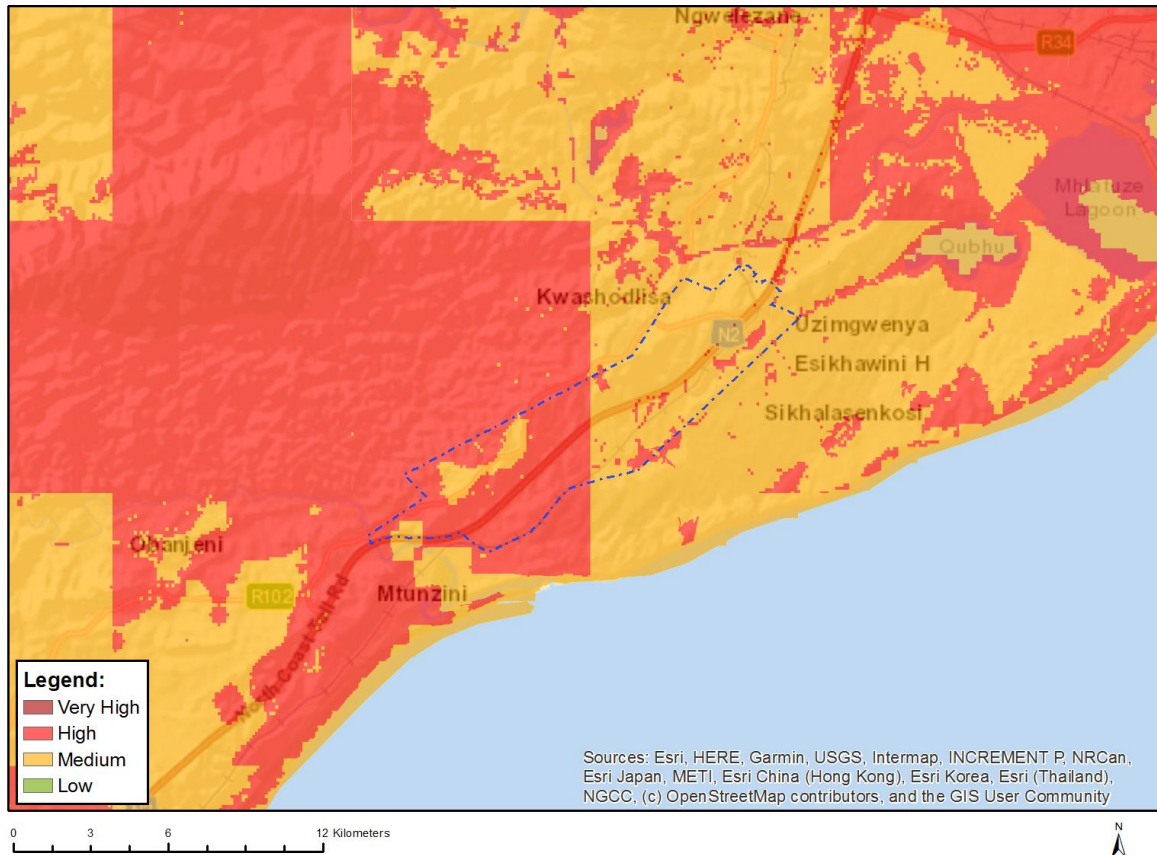 Ngwelezane
R34
Mhlatuze
Lagoon
Qubhu
Kwashodlisa
N2
Uzimgwenya
Esikhawini H
Sikhalasenkosi
Obanjeni
R102
Mtunzini
North Coast Toll Rd
Legend:
Very High
High
Medium
Low
Sources: Esri, HERE, Garmin, USGS, Intermap, INCREMENT P, NRCan,
Esri Japan, METI, Esri China (Hong Kong), Esri Korea, Esri (Thailand),
NGCC, (c) OpenStreetMap contributors, and the GIS User Community
0 3 6 12 Kilometers
N